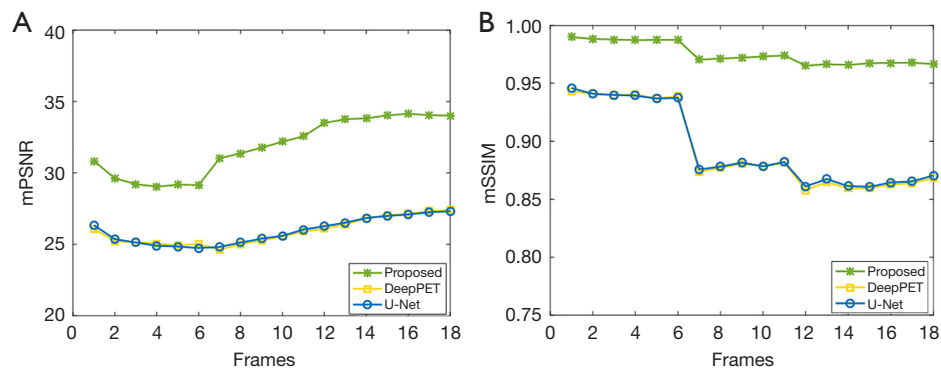 A
mPSNR
40
35
30
25
20
0 2 4 6 8 10 12 14 16 18
Frames
Proposed
DeepPET
U-Net
B
mSSIM
1.00
0.95
0.90
0.85
0.80
0.75
0 2 4 6 8 10 12 14 16 18
Frames
Proposed
DeepPET
U-Net